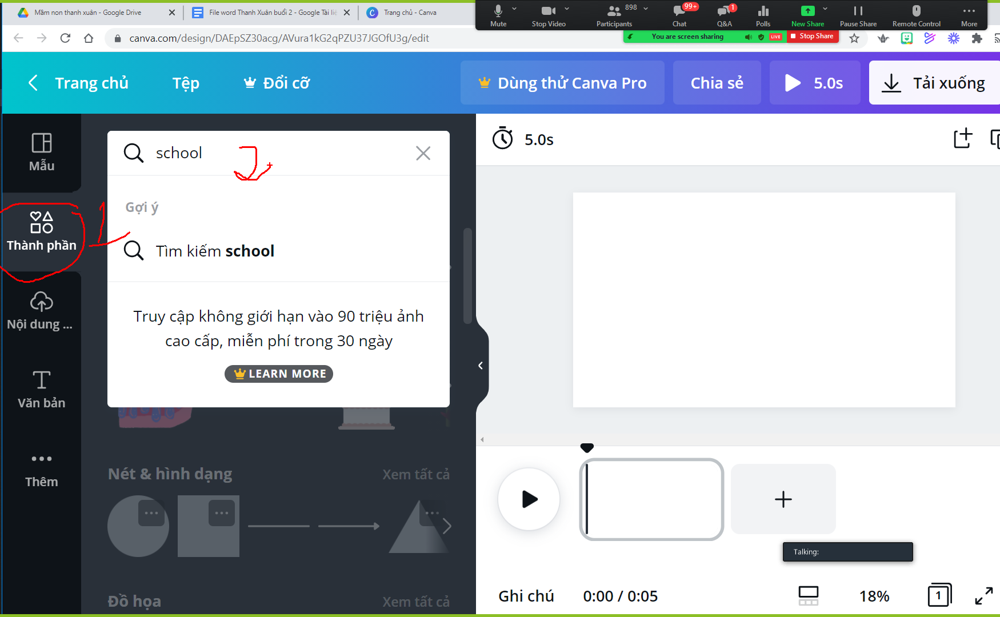 Mầm non thanh xuân - Google Drive
File word Thanh Xuân buổi 2 - Google Tài liệ
Trang chủ - Canva
898
99+
1
Mute
Stop Video
Participants
Chat
Q&A
Polls
New Share
Pause Share
Remote Control
More
canva.com/design/DAEpSZ30acg/AVura1kG2qPZU37JGOfU3g/edit
You are screen sharing
LIVE
Stop Share
Trang chủ
Tệp
Đổi cỡ
Dùng thử Canva Pro
Chia sẻ
5.0s
Tải xuống
Mẫu
Thành phần
Nội dung ...
Văn bản
Thêm
school
2
1
Gợi ý
Tìm kiếm school
Truy cập không giới hạn vào 90 triệu ảnh
cao cấp, miễn phí trong 30 ngày
LEARN MORE
Nét & hình dạng
Xem tất cả
Đồ họa
Xem tất cả
5.0s
Talking:
Ghi chú
0:00 / 0:05
18%
1